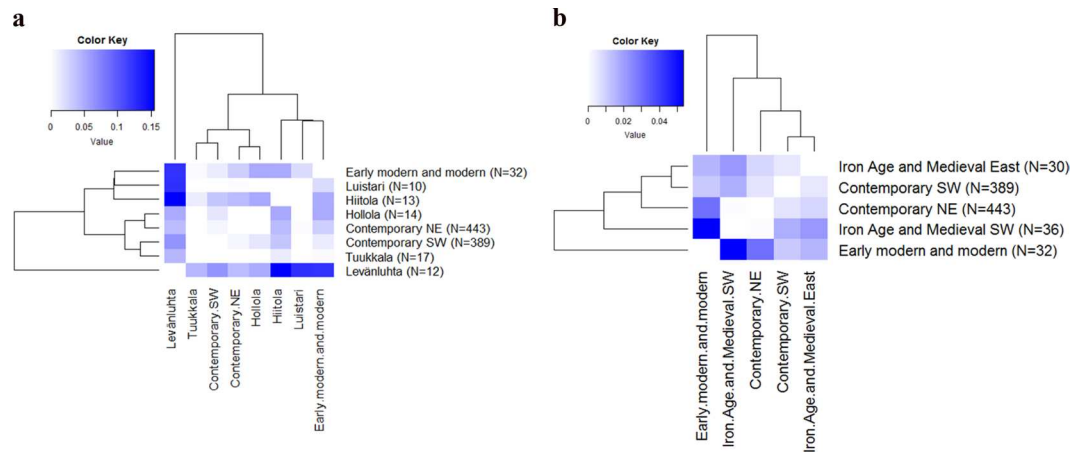 a
Color Key
0 0.05 0.1 0.15
Value
Early modern and modern (N=32)
Luistari (N=10)
Hiitola (N=13)
Hollola (N=14)
Contemporary NE (N=443)
Contemporary SW (N=389)
Tuukkala (N=17)
Levänluhta (N=12)
Levänluhta
Tuukkala
Contemporary.SW
Contemporary.NE
Hollola
Hiitola
Luistari
Early.modern.and.modern
b
Color Key
0 0.02 0.04
Value
Iron Age and Medieval East (N=30)
Contemporary SW (N=389)
Contemporary NE (N=443)
Iron Age and Medieval SW (N=36)
Early modern and modern (N=32)
Early.modern.and.modern
Iron.Age.and.Medieval.SW
Contemporary.NE
Contemporary.SW
Iron.Age.and.Medieval.East